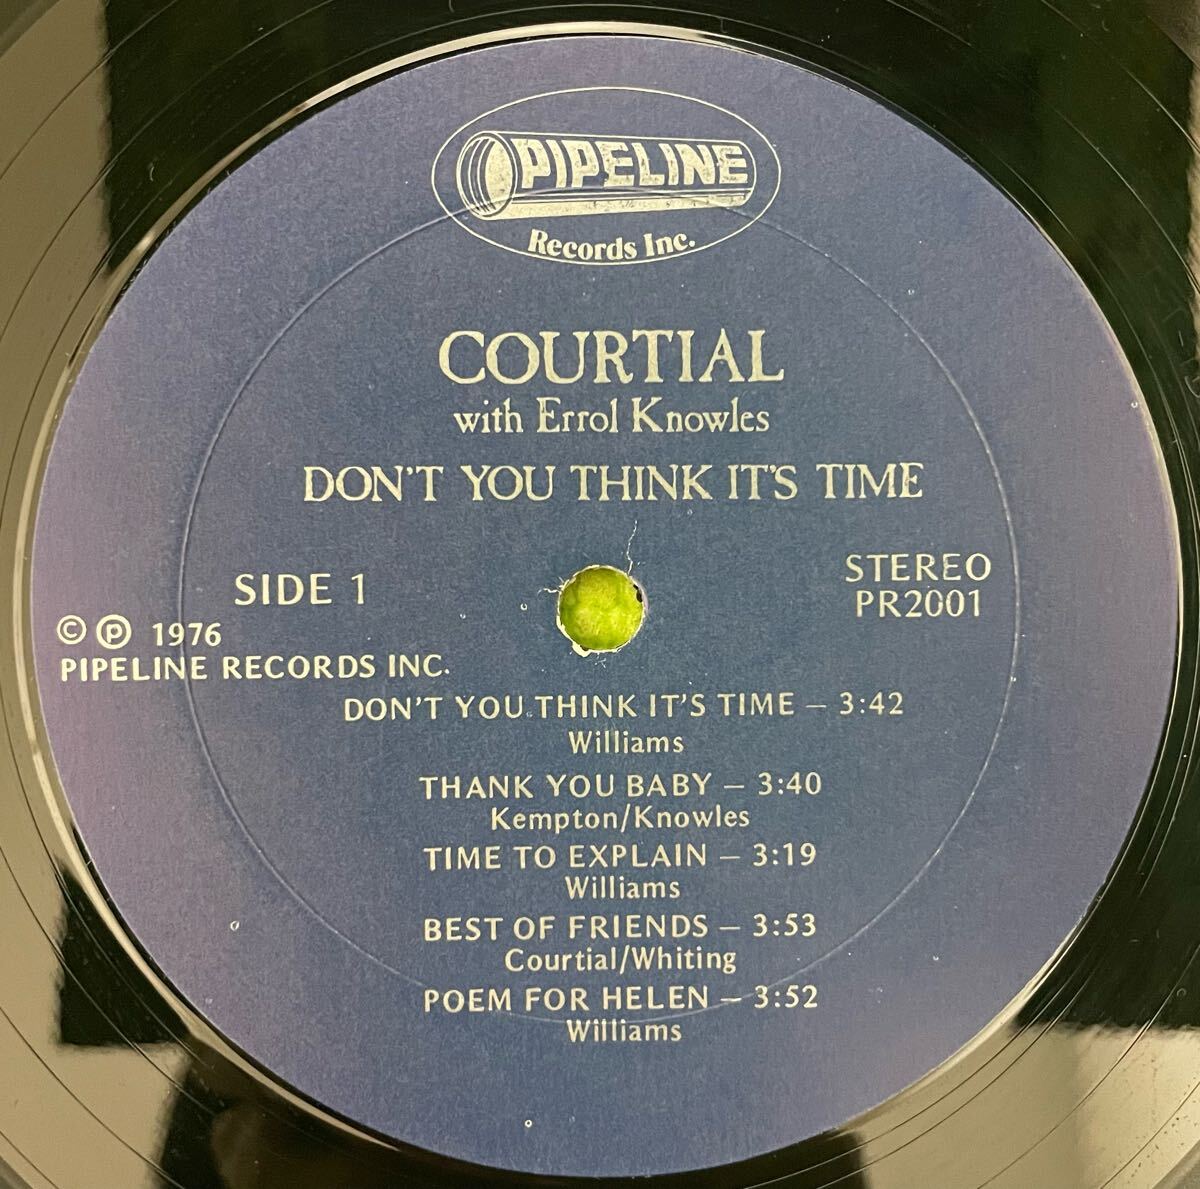 PIPELINE
Records Inc.
COURTIAL
with Errol Knowles
DON'T YOU THINK IT'S TIME
SIDE 1
STEREO
PR2001
© ℗ 1976
PIPELINE RECORDS INC.
DON'T YOU THINK IT'S TIME – 3:42
Williams
THANK YOU BABY – 3:40
Kempton/Knowles
TIME TO EXPLAIN – 3:19
Williams
BEST OF FRIENDS – 3:53
Courtial/Whiting
POEM FOR HELEN – 3:52
Williams